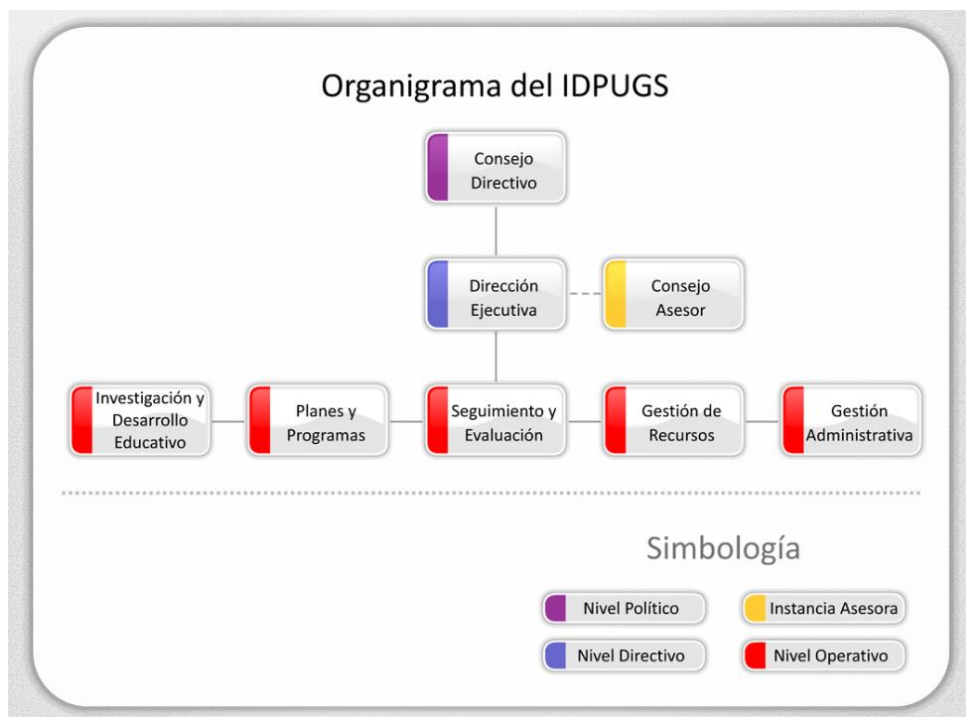 Organigrama del IDPUGS
Consejo
Directivo
Dirección
Ejecutiva
Consejo
Asesor
Investigación y
Desarrollo
Educativo
Planes y
Programas
Seguimiento y
Evaluación
Gestión de
Recursos
Gestión
Administrativa
Simbología
Nivel Político
Instancia Asesora
Nivel Directivo
Nivel Operativo